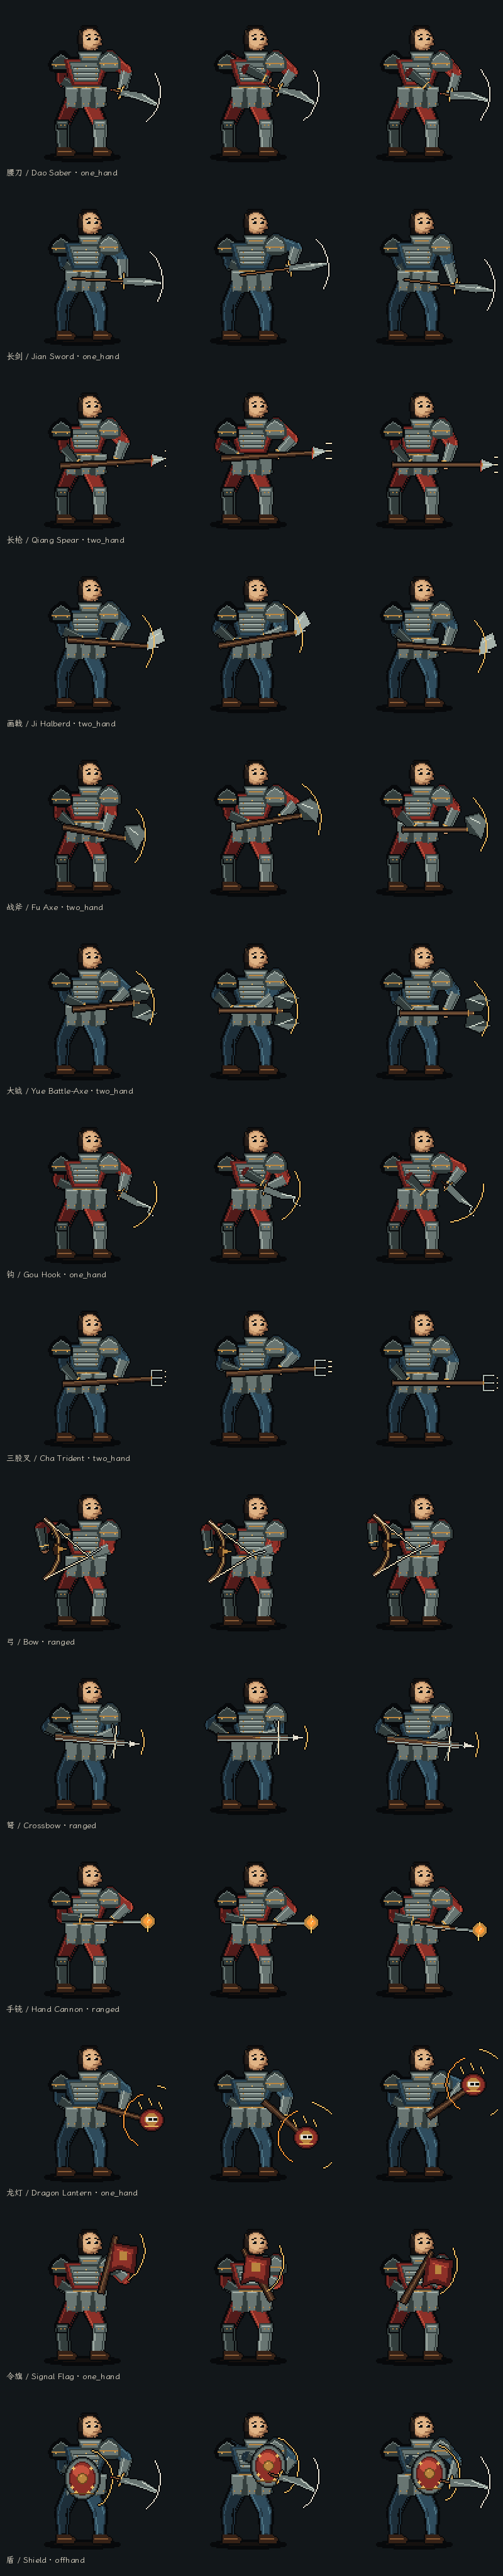 腰刀 / Dao Saber · one_hand
长剑 / Jian Sword · one_hand
长枪 / Qiang Spear · two_hand
画戟 / Ji Halberd · two_hand
战斧 / Fu Axe · two_hand
大钺 / Yue Battle-Axe · two_hand
钩 / Gou Hook · one_hand
三股叉 / Cha Trident · two_hand
弓 / Bow · ranged
弩 / Crossbow · ranged
手铳 / Hand Cannon · ranged
龙灯 / Dragon Lantern · one_hand
令旗 / Signal Flag · one_hand
盾 / Shield · offhand